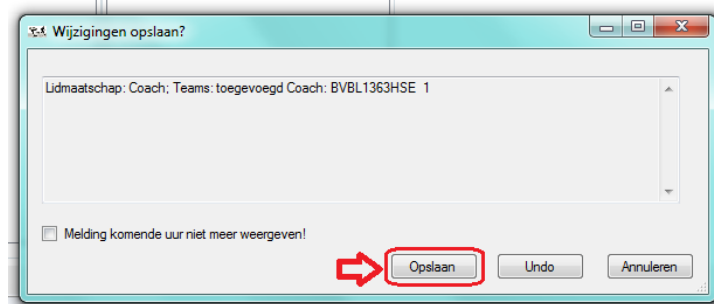 Wijzigingen opslaan?
Lidmaatschap: Coach; Teams: toegevoegd Coach: BVBL1363HSE 1
Melding komende uur niet meer weergeven!
Opslaan Undo Annuleren